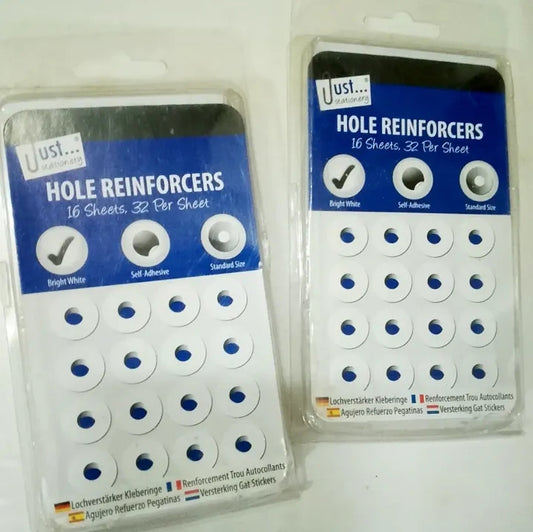 Just...®
stationery
HOLE REINFORCERS
16 Sheets, 32 Per Sheet
Bright White
Self-Adhesive
Standard Size
Lochverstärker Kleberinge
Renforcement Trou Autocollants
Agujero Refuerzo Pegatinas
Versterking Gat Stickers
Just...®
stationery
HOLE REINFORCERS
16 Sheets, 32 Per Sheet
Bright White
Self-Adhesive
Standard Size
Lochverstärker Kleberinge
Renforcement Trou Autocollants
Agujero Refuerzo Pegatinas
Versterking Gat Stickers